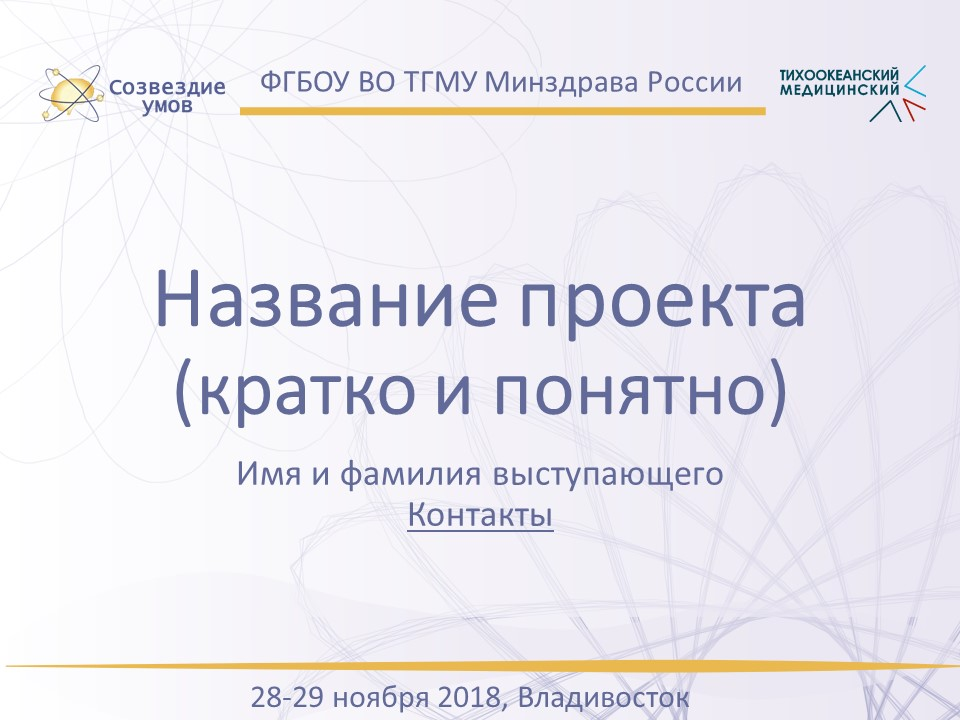 Созвездие
умов
ФГБОУ ВО ТГМУ Минздрава России
ТИХООКЕАНСКИЙ
МЕДИЦИНСКИЙ
Название проекта
(кратко и понятно)
Имя и фамилия выступающего
Контакты
28-29 ноября 2018, Владивосток